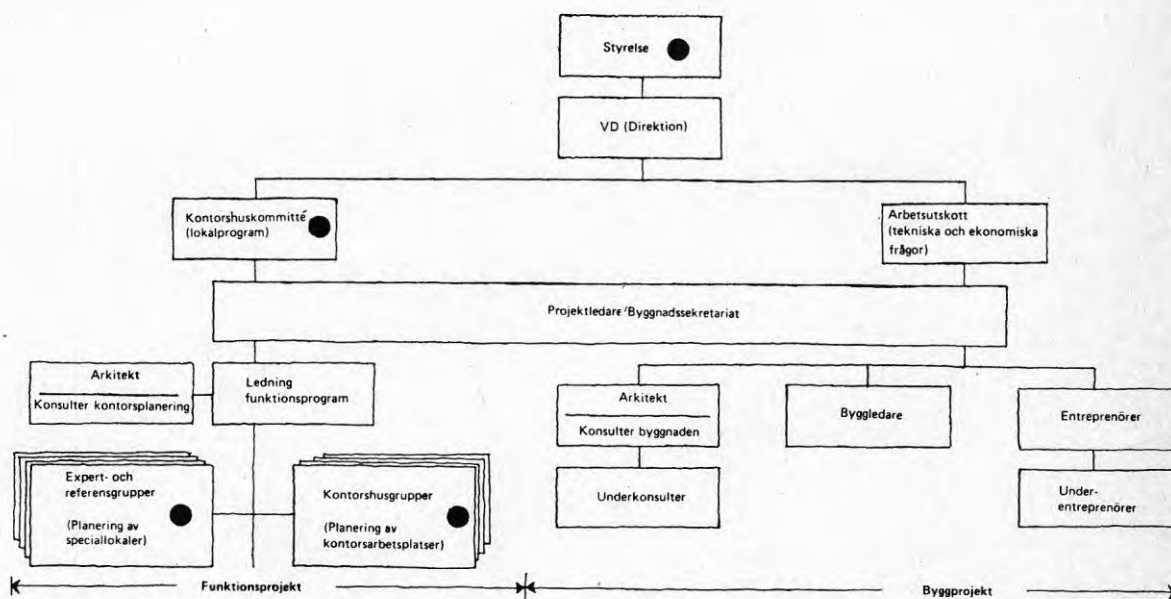 Styrelse
VD (Direktion)
Kontorshuskommitté
(lokalprogram)
Arbetsutskott
(tekniska och ekonomiska
frågor)
Projektledare/Byggnadssekretariat
Arkitekt
Konsulter kontorsplanering
Ledning
funktionsprogram
Arkitekt
Konsulter byggnaden
Byggledare
Entreprenörer
Expert- och
referensgrupper
(Planering av
speciallokaler)
Kontorshusgrupper
(Planering av
kontorsarbetsplatser)
Underkonsulter
Under-
entreprenörer
Funktionsprojekt
Byggprojekt